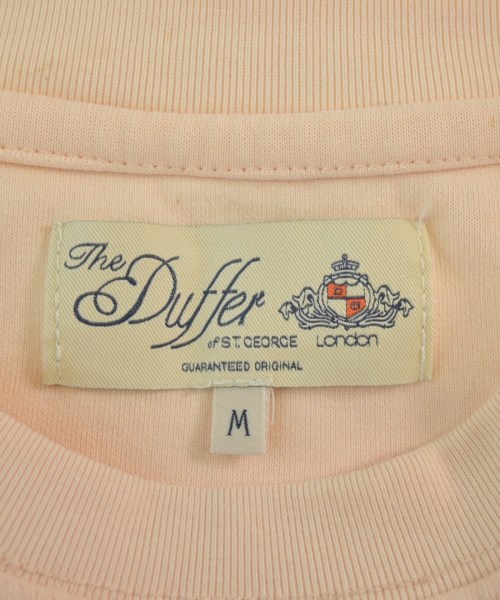 The
Duffer
of ST. GEORGE London
GUARANTEED ORIGINAL
M